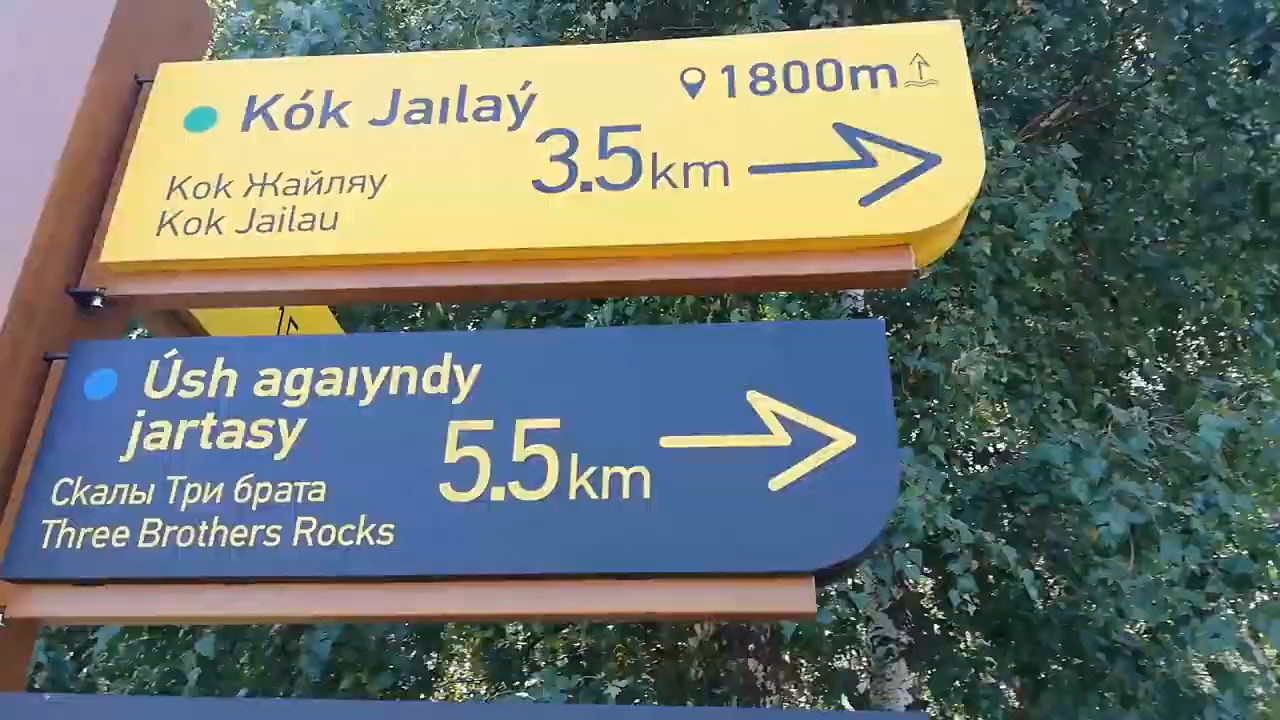 Kók Jaılaý
1800m
3.5km
Кок Жайляу
Kok Jailau
Úsh agaıyndy
jartasy
5.5km
Скалы Три брата
Three Brothers Rocks